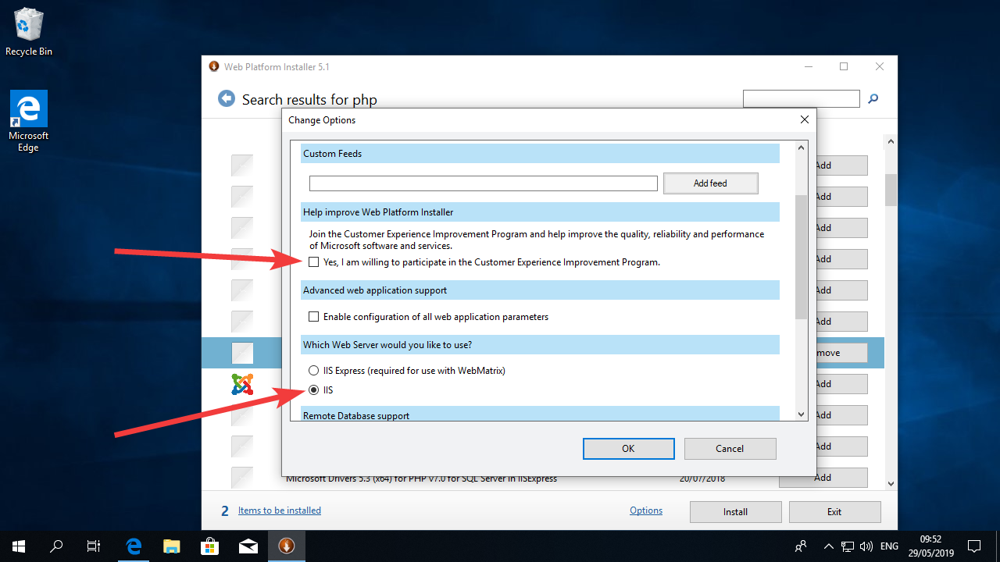 Recycle Bin
Microsoft
Edge
Web Platform Installer 5.1
Search results for php
Change Options
Custom Feeds
Add feed
Help improve Web Platform Installer
Join the Customer Experience Improvement Program and help improve the quality, reliability and performance
of Microsoft software and services.
Yes, I am willing to participate in the Customer Experience Improvement Program.
Advanced web application support
Enable configuration of all web application parameters
Which Web Server would you like to use?
IIS Express (required for use with WebMatrix)
IIS
Remote Database support
OK
Cancel
Add
Add
Add
Add
Add
Add
move
Add
Add
Add
Microsoft Drivers 5.3 (x64) for PHP v7.0 for SQL Server in IISExpress
20/07/2018
Add
2
Items to be installed
Options
Install
Exit
ENG
09:52
29/05/2019